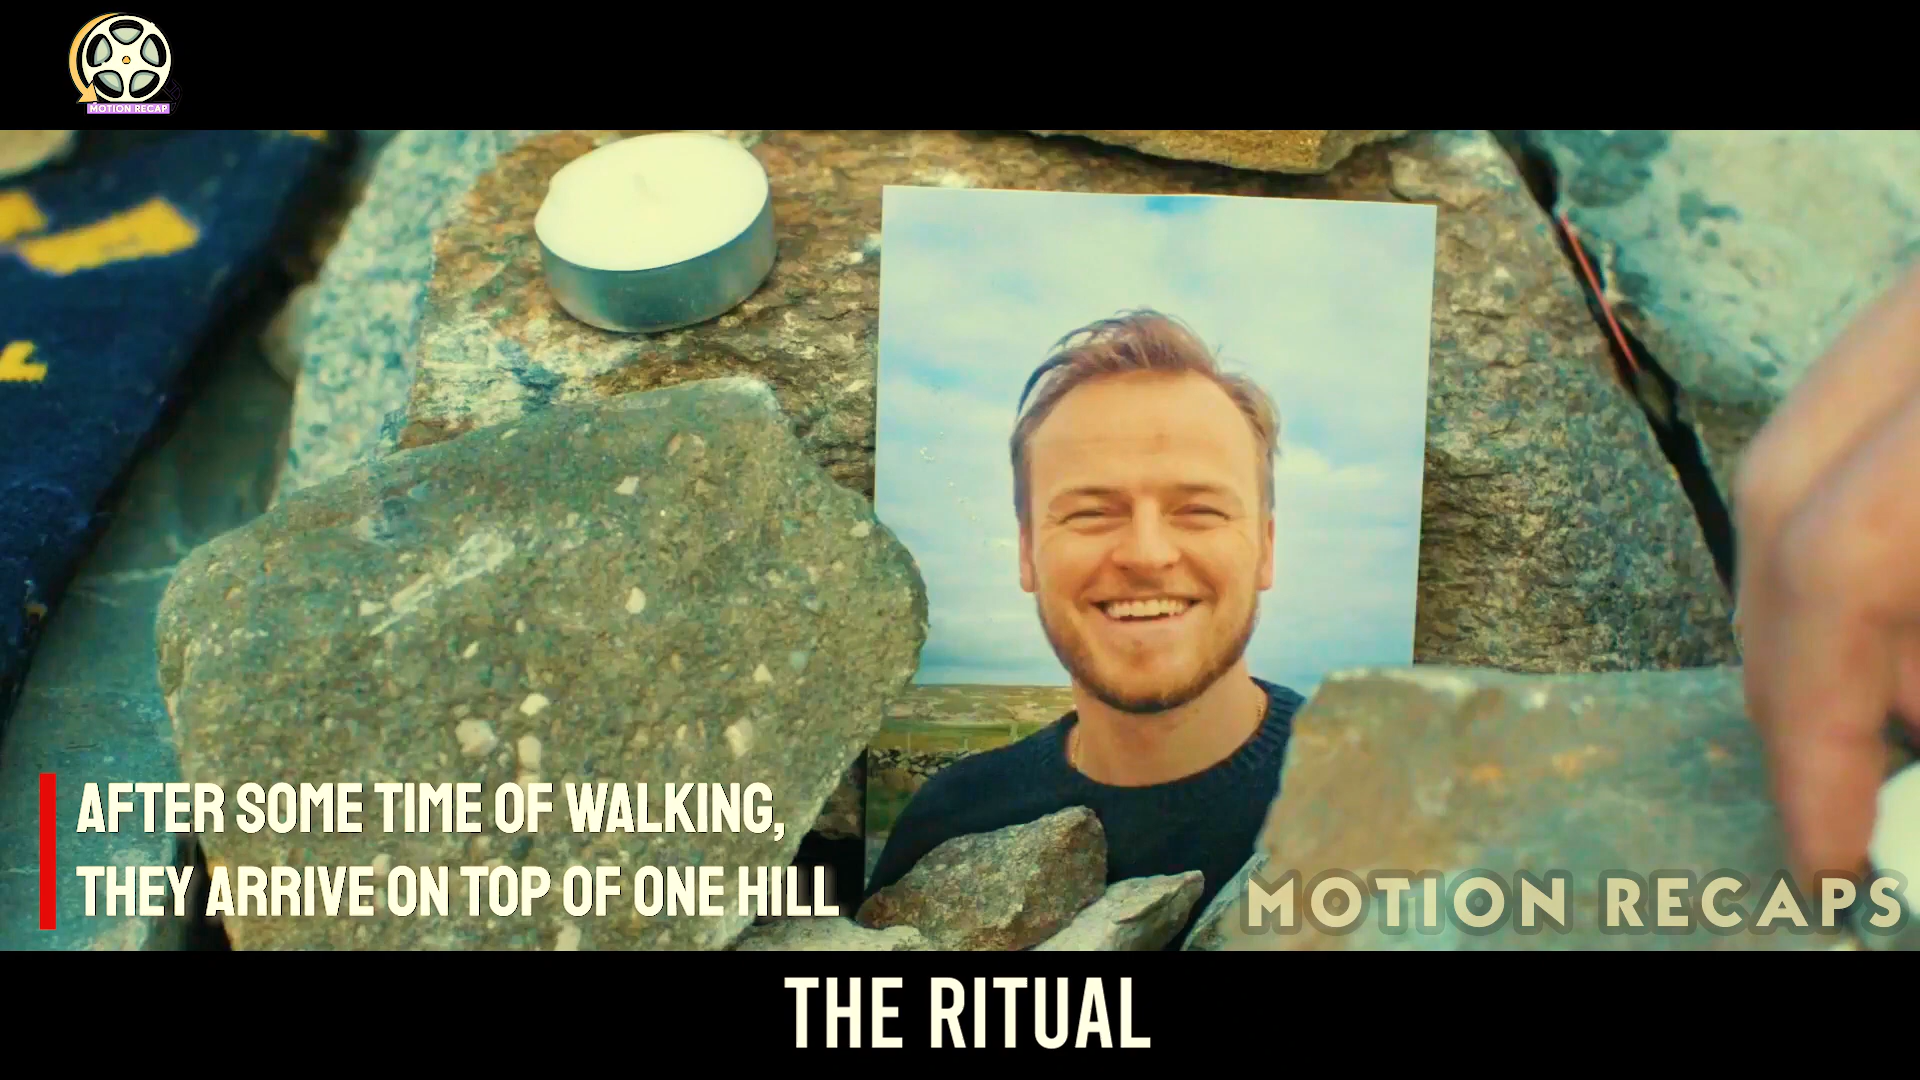 MOTION RECAP
AFTER SOME TIME OF WALKING,
THEY ARRIVE ON TOP OF ONE HILL
MOTION RECAPS
THE RITUAL